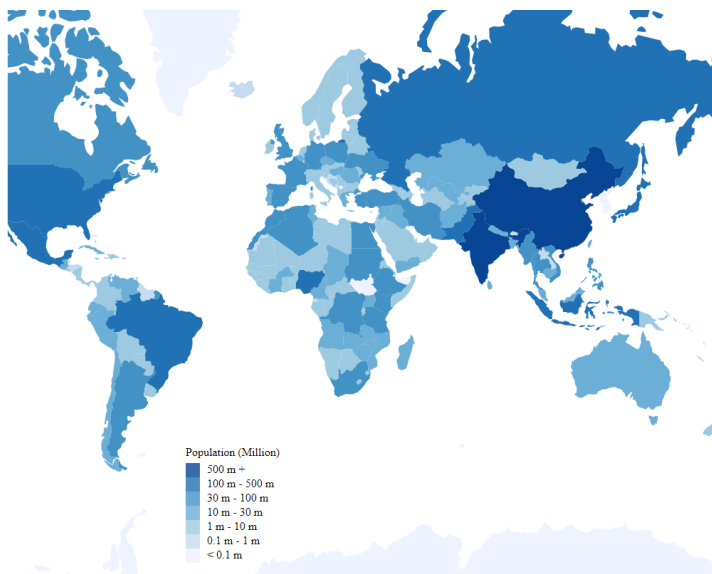 Population (Million)
500 m +
100 m - 500 m
30 m - 100 m
10 m - 30 m
1 m - 10 m
0.1 m - 1 m
< 0.1 m